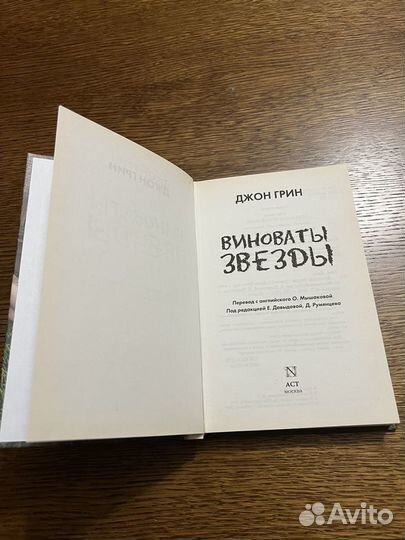 ДЖОН ГРИН
ВИНОВАТЫ
ЗВЕЗДЫ
Перевод с английского О. Мышаковой
Под редакцией Е. Давыдовой, Д. Румянцева
N
АСТ
МОСКВА
Avito